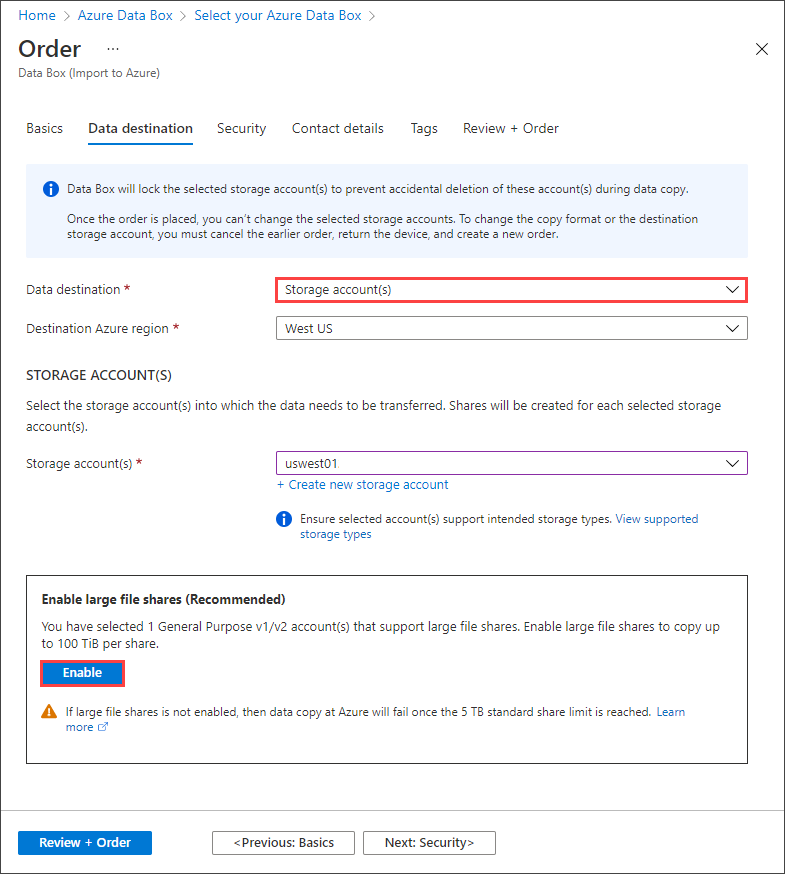 Home > Azure Data Box > Select your Azure Data Box >
Order ...
Data Box (Import to Azure)
Basics Data destination Security Contact details Tags Review + Order
Data Box will lock the selected storage account(s) to prevent accidental deletion of these account(s) during data copy.
Once the order is placed, you can't change the selected storage accounts. To change the copy format or the destination
storage account, you must cancel the earlier order, return the device, and create a new order.
Data destination * Storage account(s)
Destination Azure region * West US
STORAGE ACCOUNT(S)
Select the storage account(s) into which the data needs to be transferred. Shares will be created for each selected storage
account(s).
Storage account(s) * uswest01
+ Create new storage account
Ensure selected account(s) support intended storage types. View supported
storage types
Enable large file shares (Recommended)
You have selected 1 General Purpose v1/v2 account(s) that support large file shares. Enable large file shares to copy up
to 100 TiB per share.
Enable
If large file shares is not enabled, then data copy at Azure will fail once the 5 TB standard share limit is reached. Learn
more
Review + Order <Previous: Basics Next: Security>